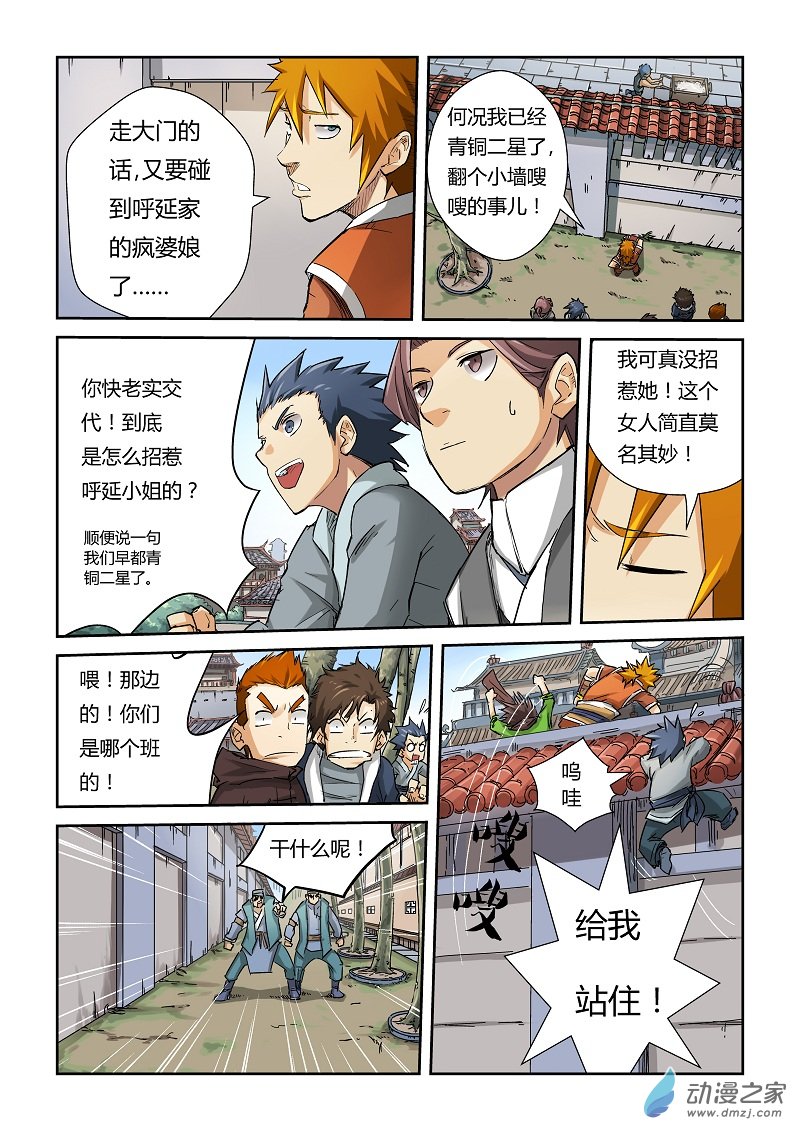 走大门的
话,又要碰
到呼延家
的疯婆娘
了……
何况我已经
青铜二星了,
翻个小墙嗖
嗖的事儿！
你快老实交
代！到底
是怎么招惹
呼延小姐的？
顺便说一句
我们早都青
铜二星了。
我可真没招
惹她！这个
女人简直莫
名其妙！
喂！那边
的！你们
是哪个班
的！
呜
哇
嗖
嗖
干什么呢！
给我
站住！
动漫之家
www.dmzj.com